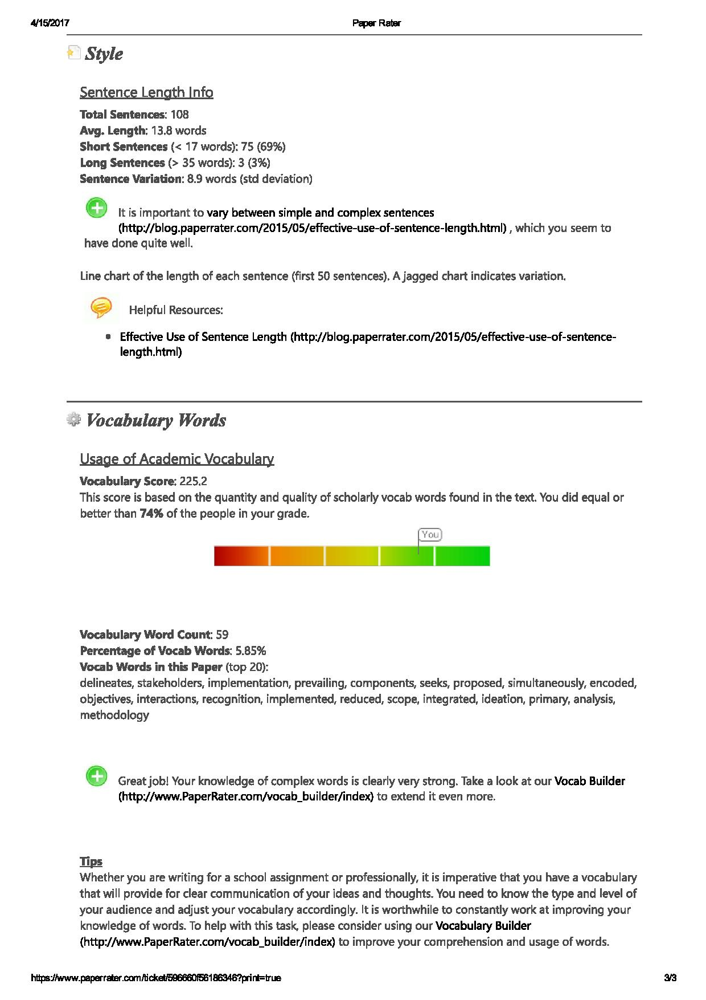 4/15/2017 Paper Rater
Style
Sentence Length Info
Total Sentences: 108
Avg. Length: 13.8 words
Short Sentences (< 17 words): 75 (69%)
Long Sentences (> 35 words): 3 (3%)
Sentence Variation: 8.9 words (std deviation)
It is important to vary between simple and complex sentences
(http://blog.paperrater.com/2015/05/effective-use-of-sentence-length.html) , which you seem to
have done quite well.
Line chart of the length of each sentence (first 50 sentences). A jagged chart indicates variation.
Helpful Resources:
• Effective Use of Sentence Length (http://blog.paperrater.com/2015/05/effective-use-of-sentence-
length.html)
Vocabulary Words
Usage of Academic Vocabulary
Vocabulary Score: 225.2
This score is based on the quantity and quality of scholarly vocab words found in the text. You did equal or
better than 74% of the people in your grade.
You
Vocabulary Word Count: 59
Percentage of Vocab Words: 5.85%
Vocab Words in this Paper (top 20):
delineates, stakeholders, implementation, prevailing, components, seeks, proposed, simultaneously, encoded,
objectives, interactions, recognition, implemented, reduced, scope, integrated, ideation, primary, analysis,
methodology
Great job! Your knowledge of complex words is clearly very strong. Take a look at our Vocab Builder
(http://www.PaperRater.com/vocab_builder/index) to extend it even more.
Tips
Whether you are writing for a school assignment or professionally, it is imperative that you have a vocabulary
that will provide for clear communication of your ideas and thoughts. You need to know the type and level of
your audience and adjust your vocabulary accordingly. It is worthwhile to constantly work at improving your
knowledge of words. To help with this task, please consider using our Vocabulary Builder
(http://www.PaperRater.com/vocab_builder/index) to improve your comprehension and usage of words.
https://www.paperrater.com/ticket/596660f56186346?print=true 3/3